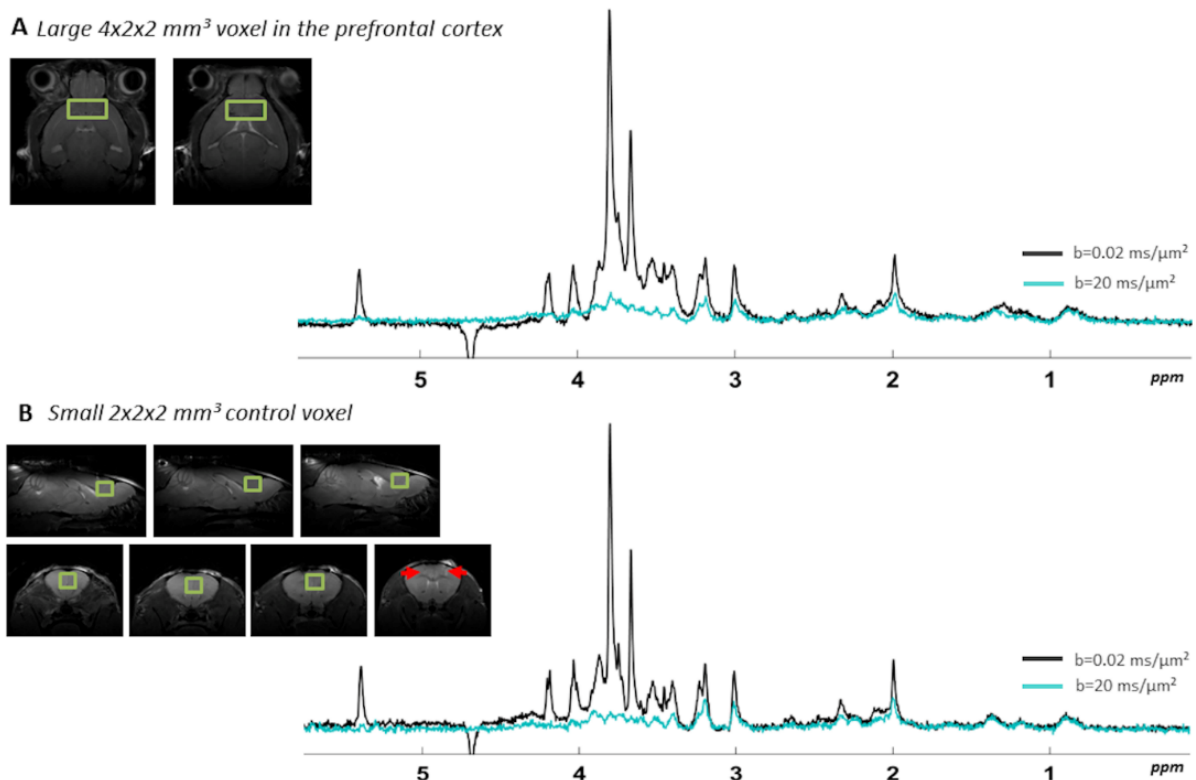 A Large 4x2x2 mm³ voxel in the prefrontal cortex
b=0.02 ms/µm²
b=20 ms/µm²
5 4 3 2 1 ppm
B Small 2x2x2 mm³ control voxel
b=0.02 ms/µm²
b=20 ms/µm²
5 4 3 2 1 ppm